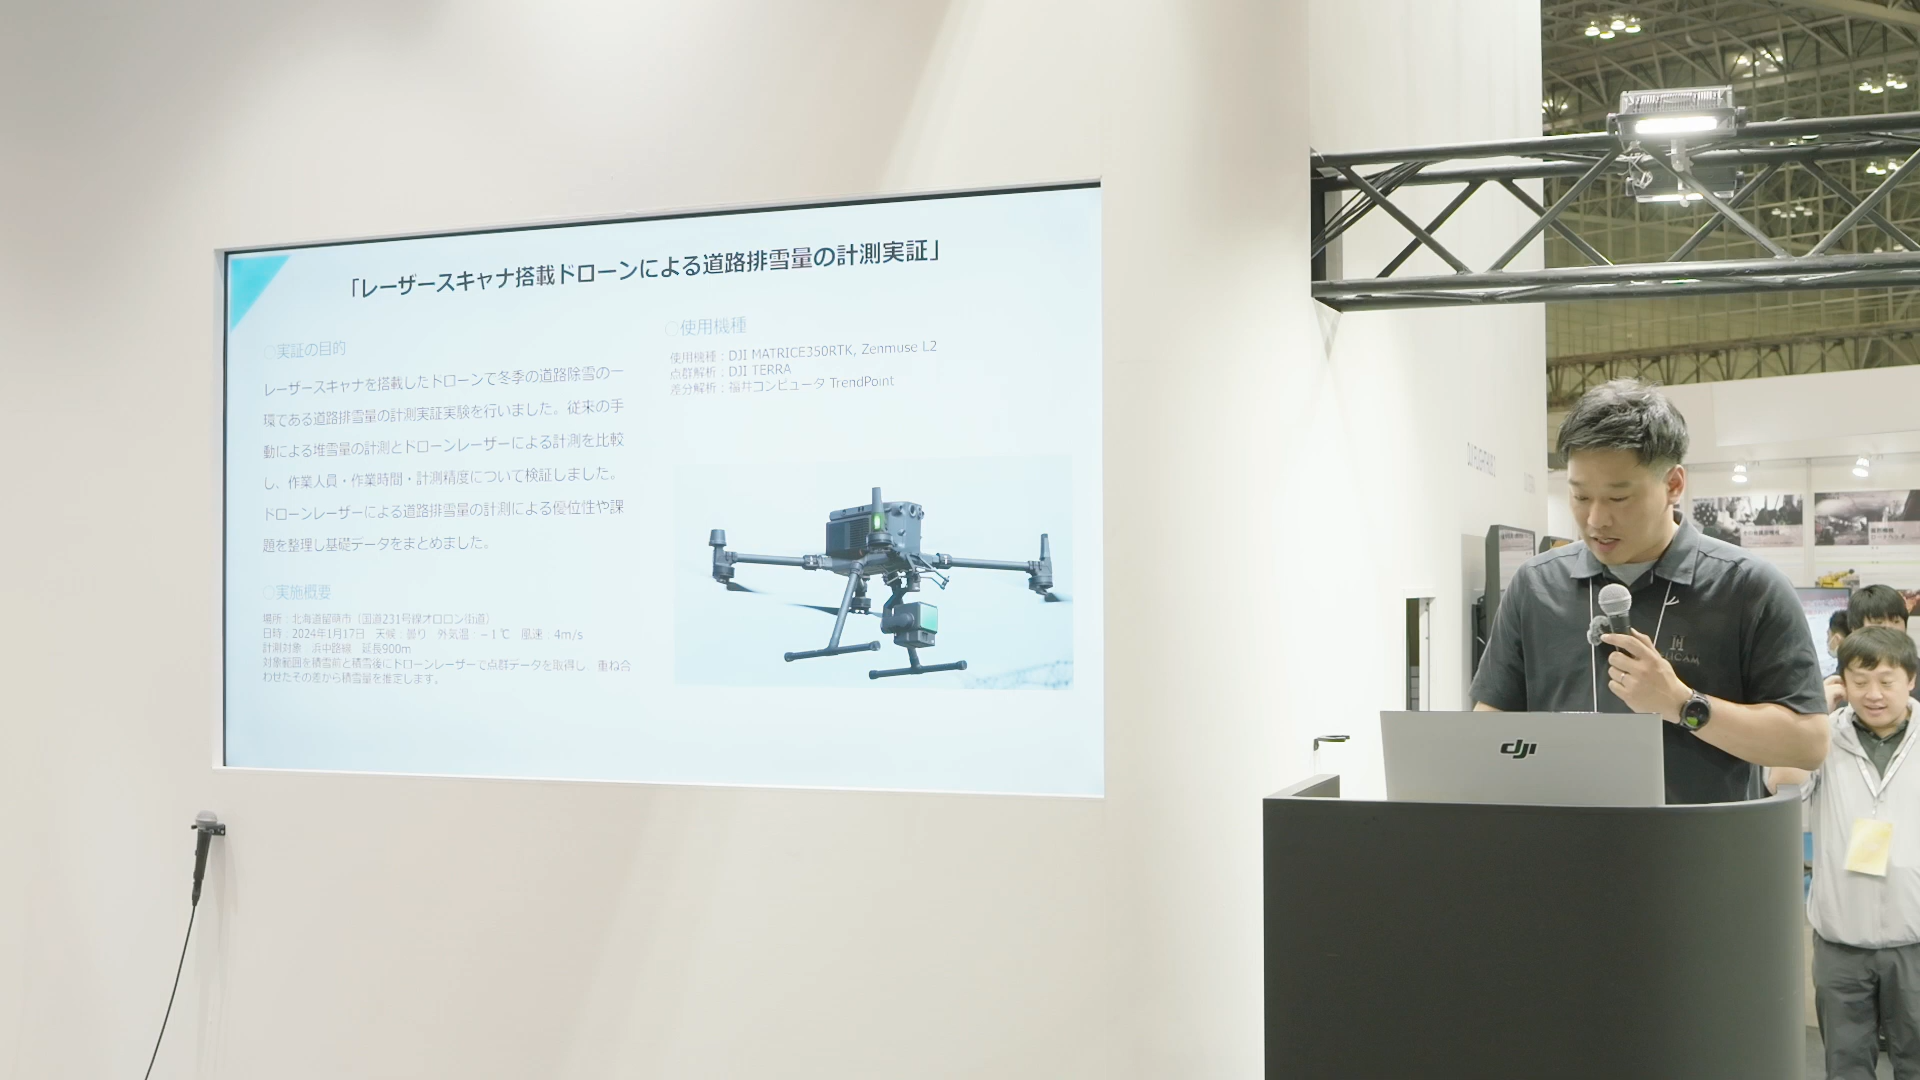 「レーザースキャナ搭載ドローンによる道路排雪量の計測実証」
○実証の目的
レーザースキャナを搭載したドローンで冬季の道路除雪の一
環である道路排雪量の計測実証実験を行いました。従来の手
動による堆雪量の計測とドローンレーザーによる計測を比較
し、作業人員・作業時間・計測精度について検証しました。
ドローンレーザーによる道路排雪量の計測による優位性や課
題を整理し基礎データをまとめました。
○実施概要
場所：北海道留萌市（国道231号線オロロン街道）
日時：2024年1月17日　天候：曇り　外気温：－1℃　風速：4m/s
計測対象　浜中路線　延長900m
対象範囲を積雪前と積雪後にドローンレーザーで点群データを取得し、重ね合
わせたその差から積雪量を推定します。
○使用機種
使用機種：DJI MATRICE350RTK, Zenmuse L2
点群解析：DJI TERRA
差分解析：福井コンピュータ TrendPoint
dji